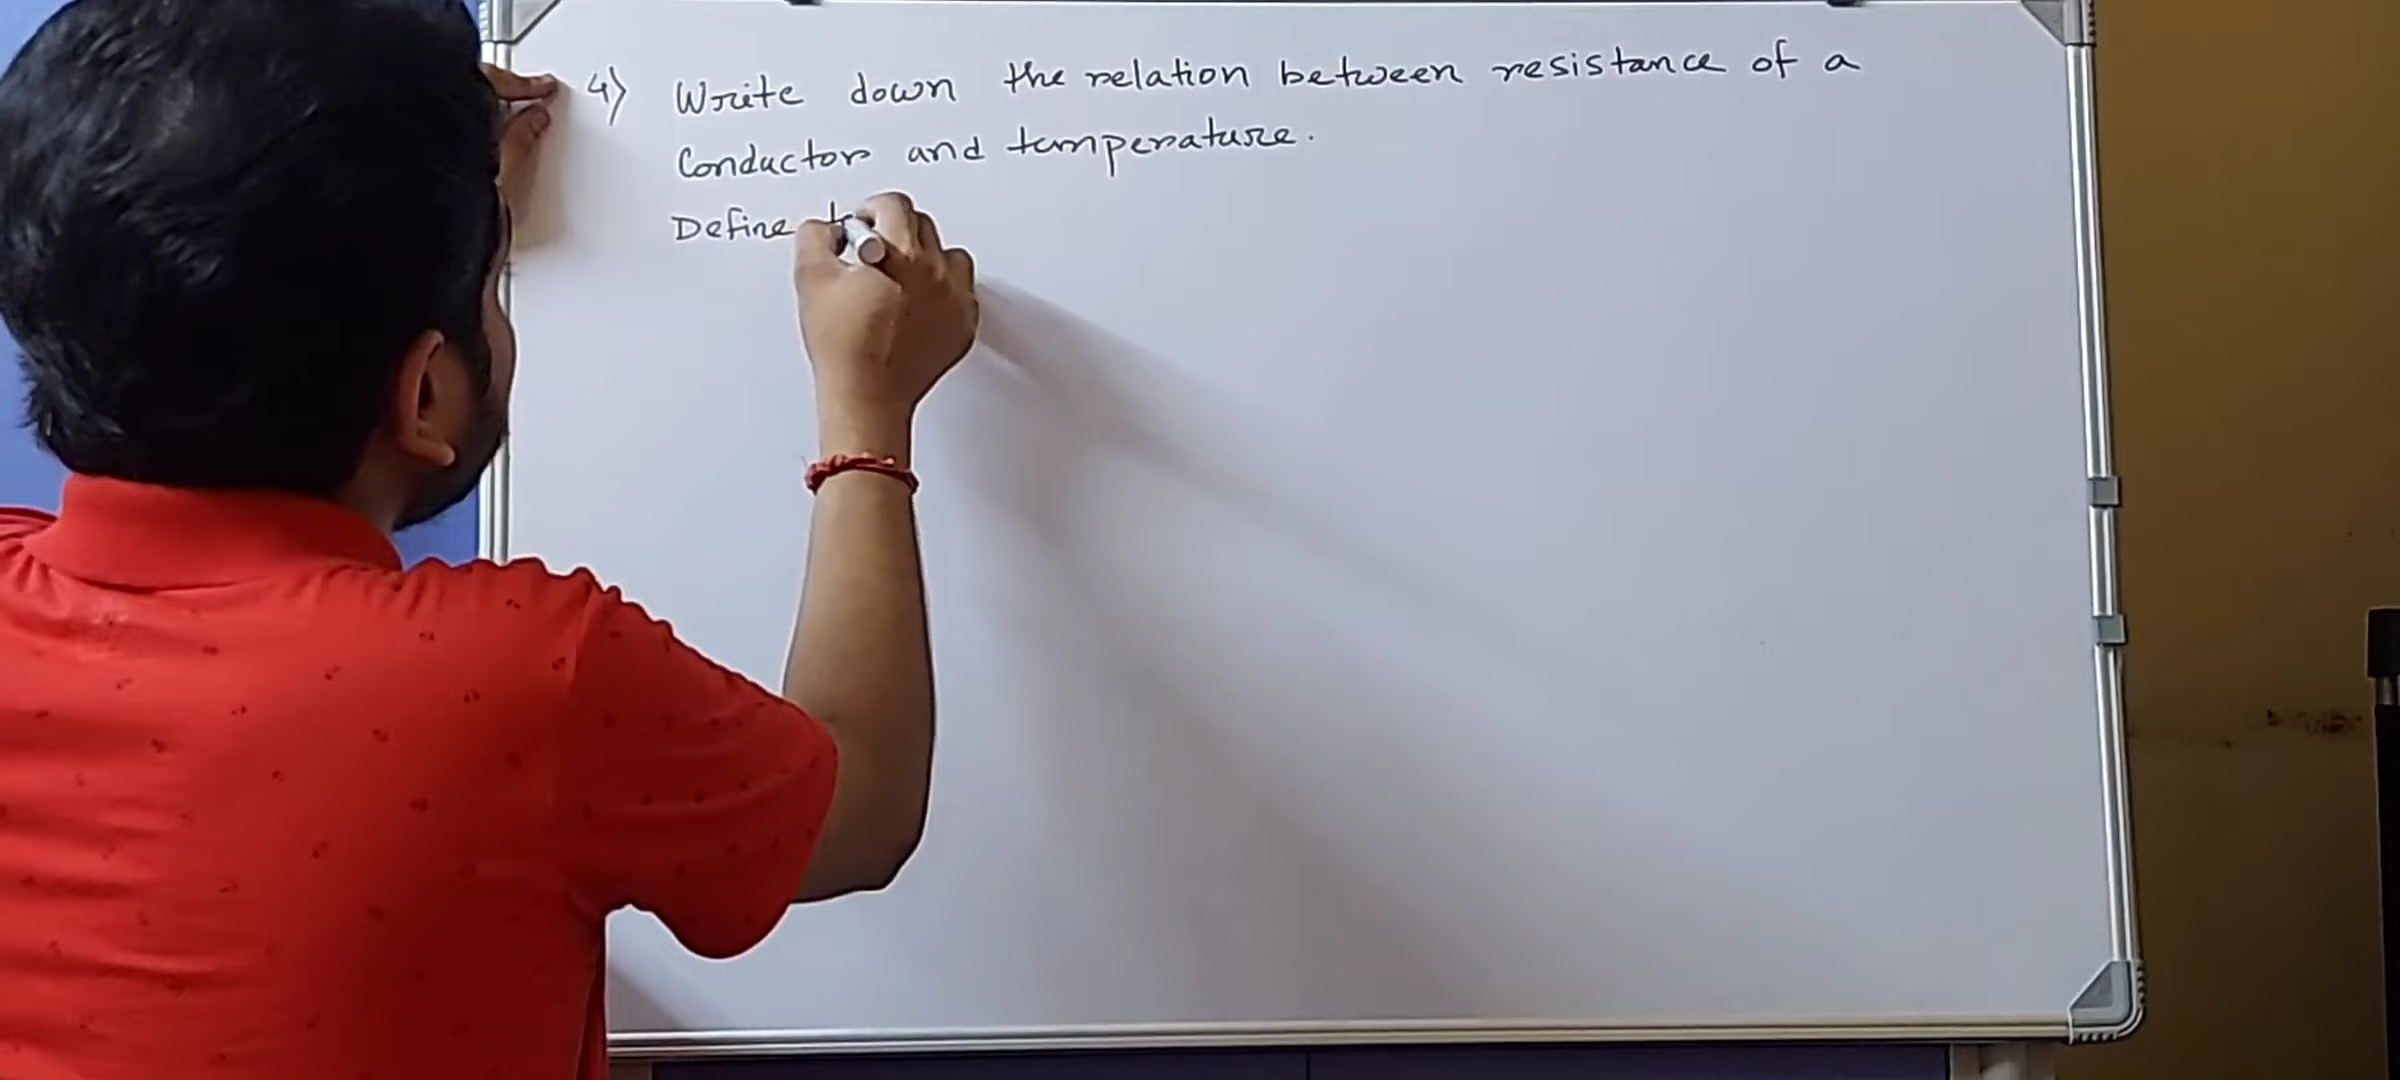 4) Write down the relation between resistance of a
Conductor and temperature.
Define